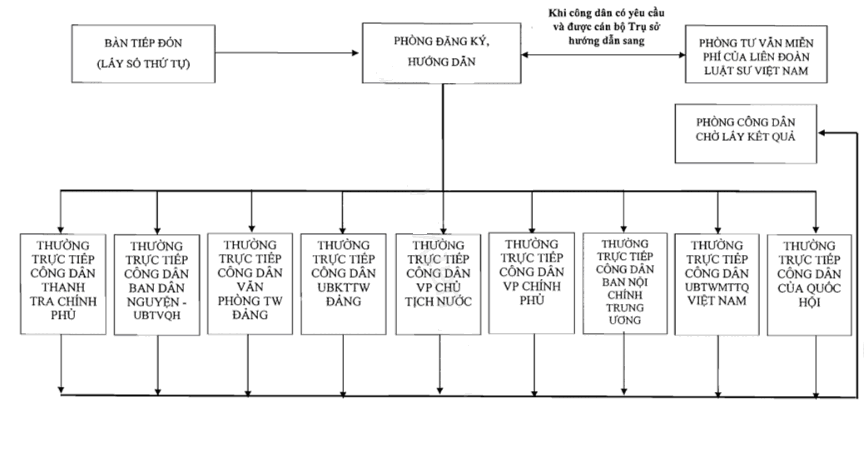 Khi công dân có yêu cầu
và được cán bộ Trụ sở
hướng dẫn sang
BÀN TIẾP ĐÓN
(LẤY SỐ THỨ TỰ)
PHÒNG ĐĂNG KÝ,
HƯỚNG DẪN
PHÒNG TƯ VẤN MIỄN
PHÍ CỦA LIÊN ĐOÀN
LUẬT SƯ VIỆT NAM
PHÒNG CÔNG DÂN
CHỜ LẤY KẾT QUẢ
THƯỜNG
TRỰC TIẾP
CÔNG DÂN
THANH
TRA CHÍNH
PHỦ
THƯỜNG
TRỰC TIẾP
CÔNG DÂN
BAN DÂN
NGUYỆN -
UBTVQH
THƯỜNG
TRỰC TIẾP
CÔNG DÂN
VĂN
PHÒNG TW
ĐẢNG
THƯỜNG
TRỰC TIẾP
CÔNG DÂN
UBKTTW
ĐẢNG
THƯỜNG
TRỰC TIẾP
CÔNG DÂN
VP CHỦ
TỊCH NƯỚC
THƯỜNG
TRỰC TIẾP
CÔNG DÂN
VP CHÍNH
PHỦ
THƯỜNG
TRỰC TIẾP
CÔNG DÂN
BAN NỘI
CHÍNH
TRUNG
ƯƠNG
THƯỜNG
TRỰC TIẾP
CÔNG DÂN
UBTWMTTQ
VIỆT NAM
THƯỜNG
TRỰC TIẾP
CÔNG DÂN
CỦA QUỐC
HỘI